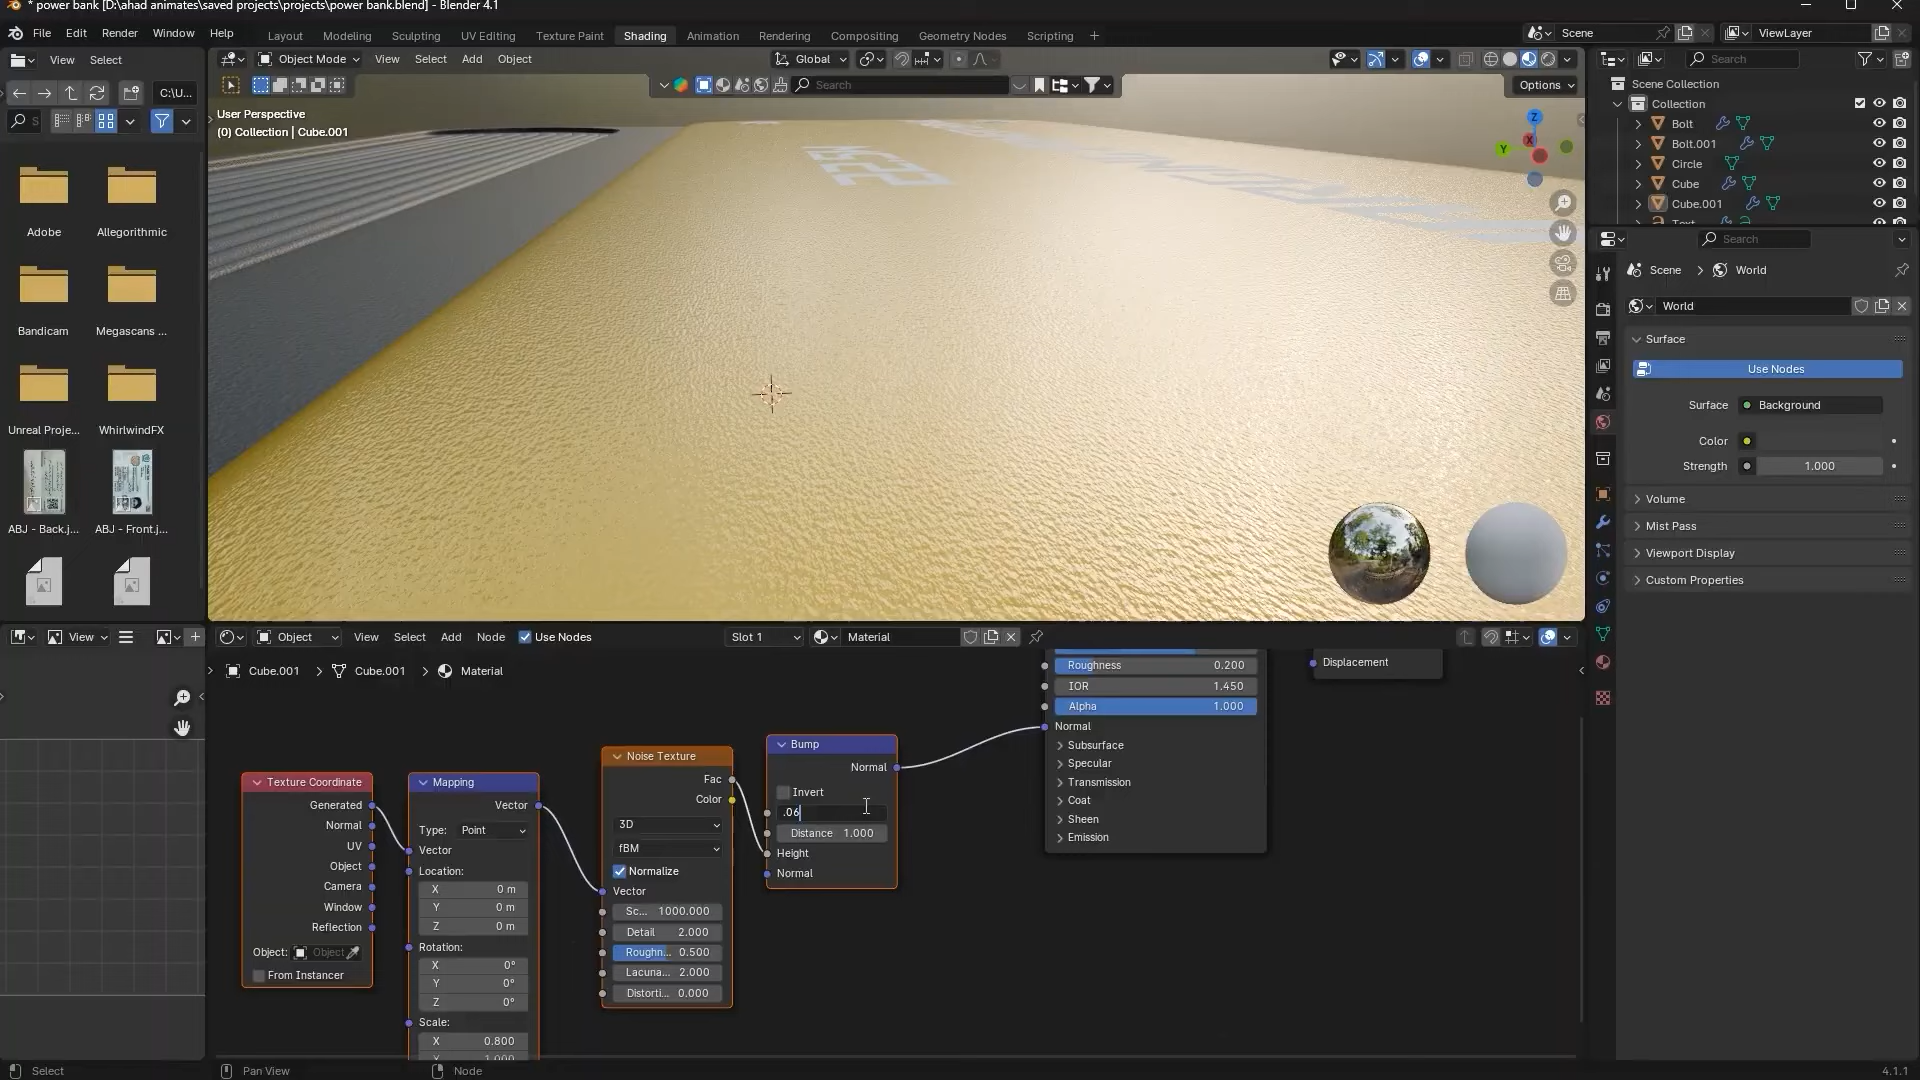 * power bank [D:\ahad animates\saved projects\projects\power bank.blend] - Blender 4.1
File Edit Render Window Help
Layout Modeling Sculpting UV Editing Texture Paint Shading Animation Rendering Compositing Geometry Nodes Scripting +
Scene ViewLayer
View Select
Object Mode View Select Add Object Global
Search
C:\U...
Search
Options
S
User Perspective
(0) Collection | Cube.001
Z
Y
X
Scene Collection
Collection
Bolt
Bolt.001
Circle
Cube
Cube.001
Text
Adobe
Allegorithmic
Bandicam
Megascans ...
Unreal Proje...
WhirlwindFX
ABJ - Back.j...
ABJ - Front.j...
Search
Scene > World
World
Surface
Use Nodes
Surface Background
Color
Strength 1.000
Volume
Mist Pass
Viewport Display
Custom Properties
View
Object View Select Add Node Use Nodes Slot 1 Material
Cube.001 > Cube.001 > Material
Texture Coordinate
Generated
Normal
UV
Object
Camera
Window
Reflection
Object: Object
From Instancer
Mapping
Vector
Type: Point
Vector
Location:
X 0 m
Y 0 m
Z 0 m
Rotation:
X 0°
Y 0°
Z 0°
Scale:
X 0.800
Y 1.000
Noise Texture
Fac
Color
3D
fBM
Normalize
Vector
Sc... 1000.000
Detail 2.000
Roughn... 0.500
Lacuna... 2.000
Distorti... 0.000
Bump
Normal
Invert
.06
Distance 1.000
Height
Normal
Roughness 0.200
IOR 1.450
Alpha 1.000
Normal
Subsurface
Specular
Transmission
Coat
Sheen
Emission
Displacement
Select Pan View Node 4.1.1